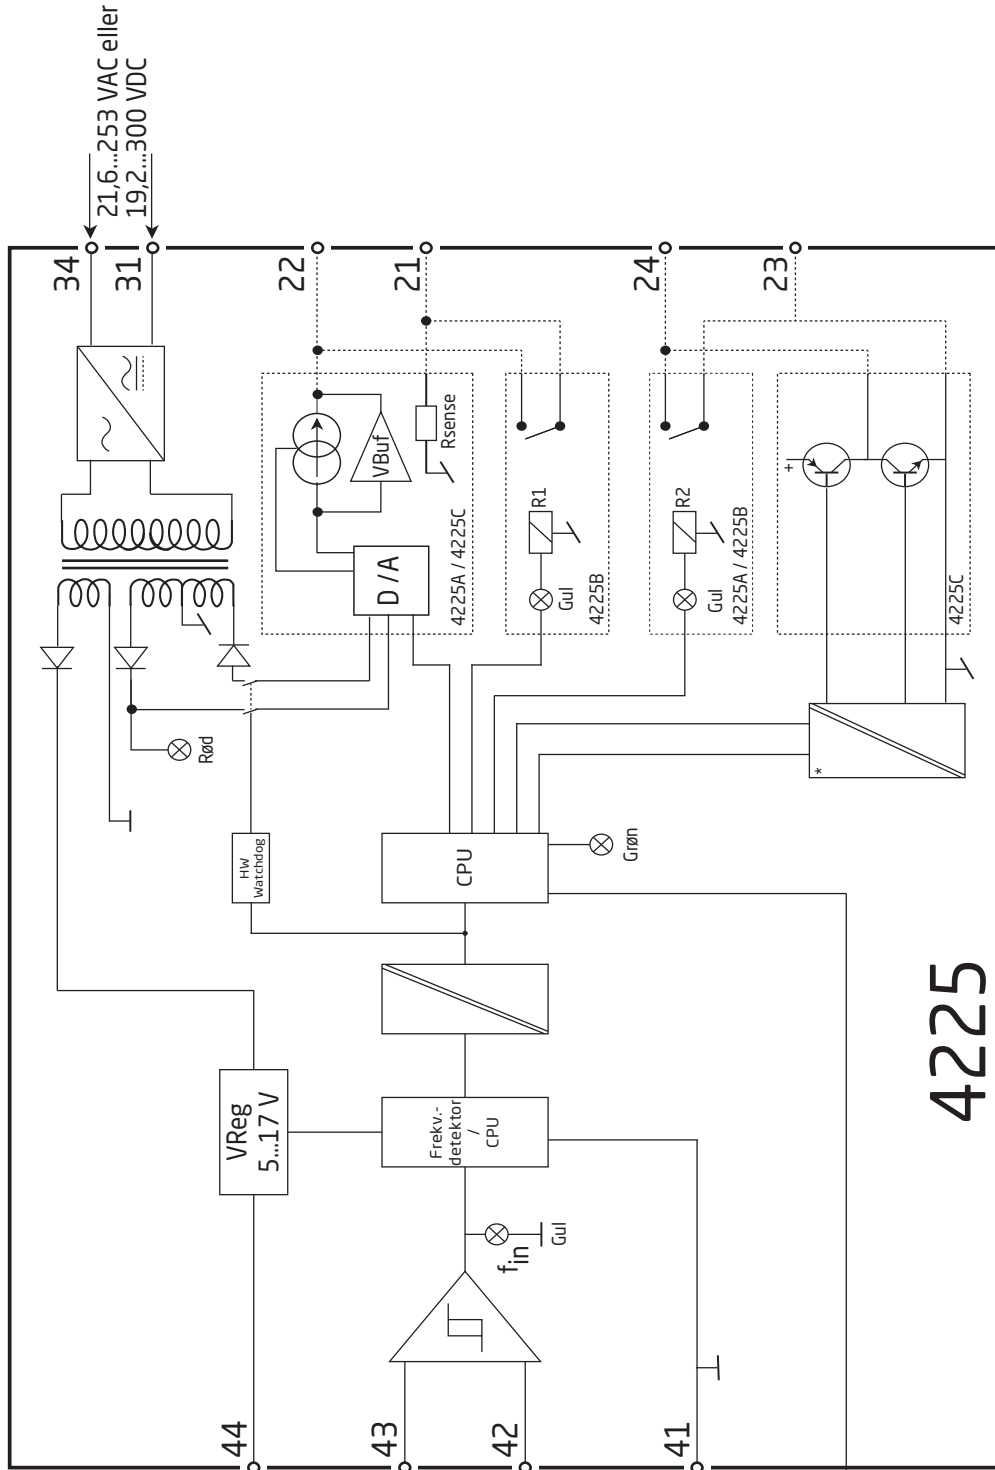 21,6...253 VAC eller
19,2...300 VDC
34
31
22
21
24
23
+
VBuf
Rsense
D/A
4225A / 4225C
R1
Gul
4225B
R2
Gul
4225A / 4225B
4225C
Rød
*
HW
Watchdog
CPU
Grøn
VReg
5...17 V
Frekv.-
detektor
/
CPU
fin
Gul
44
43
42
41
4225